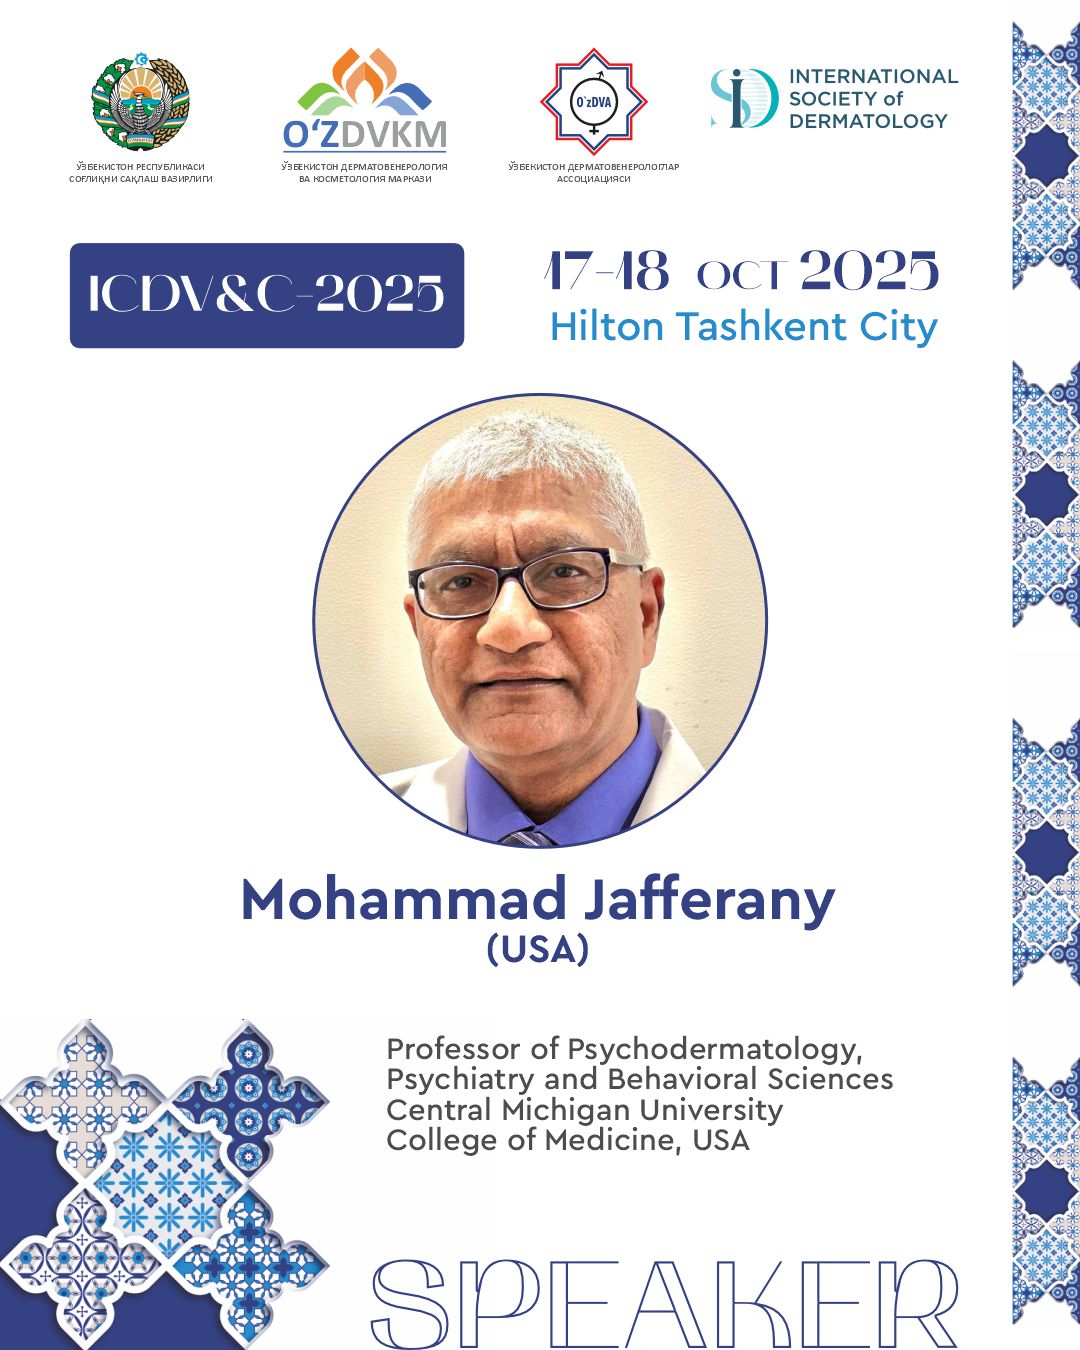 O‘ZDVKM
O`zDVA
INTERNATIONAL
SOCIETY of
DERMATOLOGY
ЎЗБЕКИСТОН РЕСПУБЛИКАСИ
СОҒЛИҚНИ САҚЛАШ ВАЗИРЛИГИ
ЎЗБЕКИСТОН ДЕРМАТОВЕНЕРОЛОГИЯ
ВА КОСМЕТОЛОГИЯ МАРКАЗИ
ЎЗБЕКИСТОН ДЕРМАТОВЕНЕРОЛОГЛАР
АССОЦИАЦИЯСИ
ICDV&C-2025
17-18 OCT 2025
Hilton Tashkent City
Mohammad Jafferany
(USA)
Professor of Psychodermatology,
Psychiatry and Behavioral Sciences
Central Michigan University
College of Medicine, USA
SPEAKER